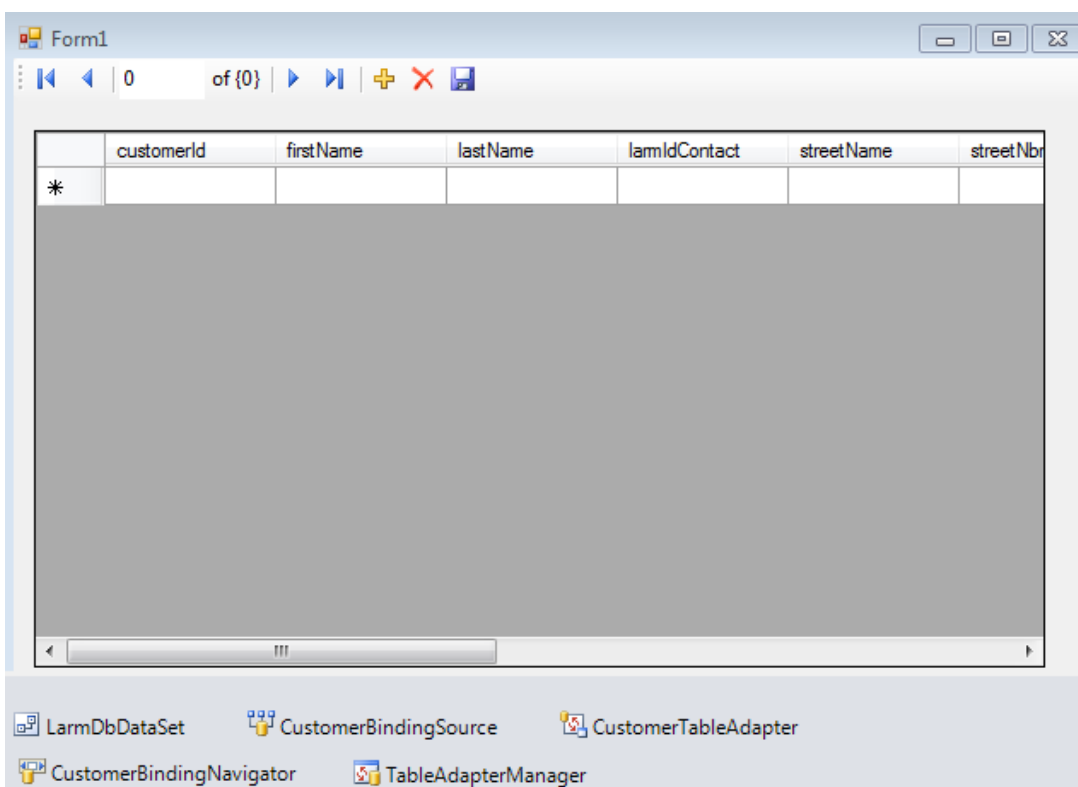 Form1
0 of {0}
customerId firstName lastName larmIdContact streetName streetNbr
LarmDbDataSet CustomerBindingSource CustomerTableAdapter
CustomerBindingNavigator TableAdapterManager